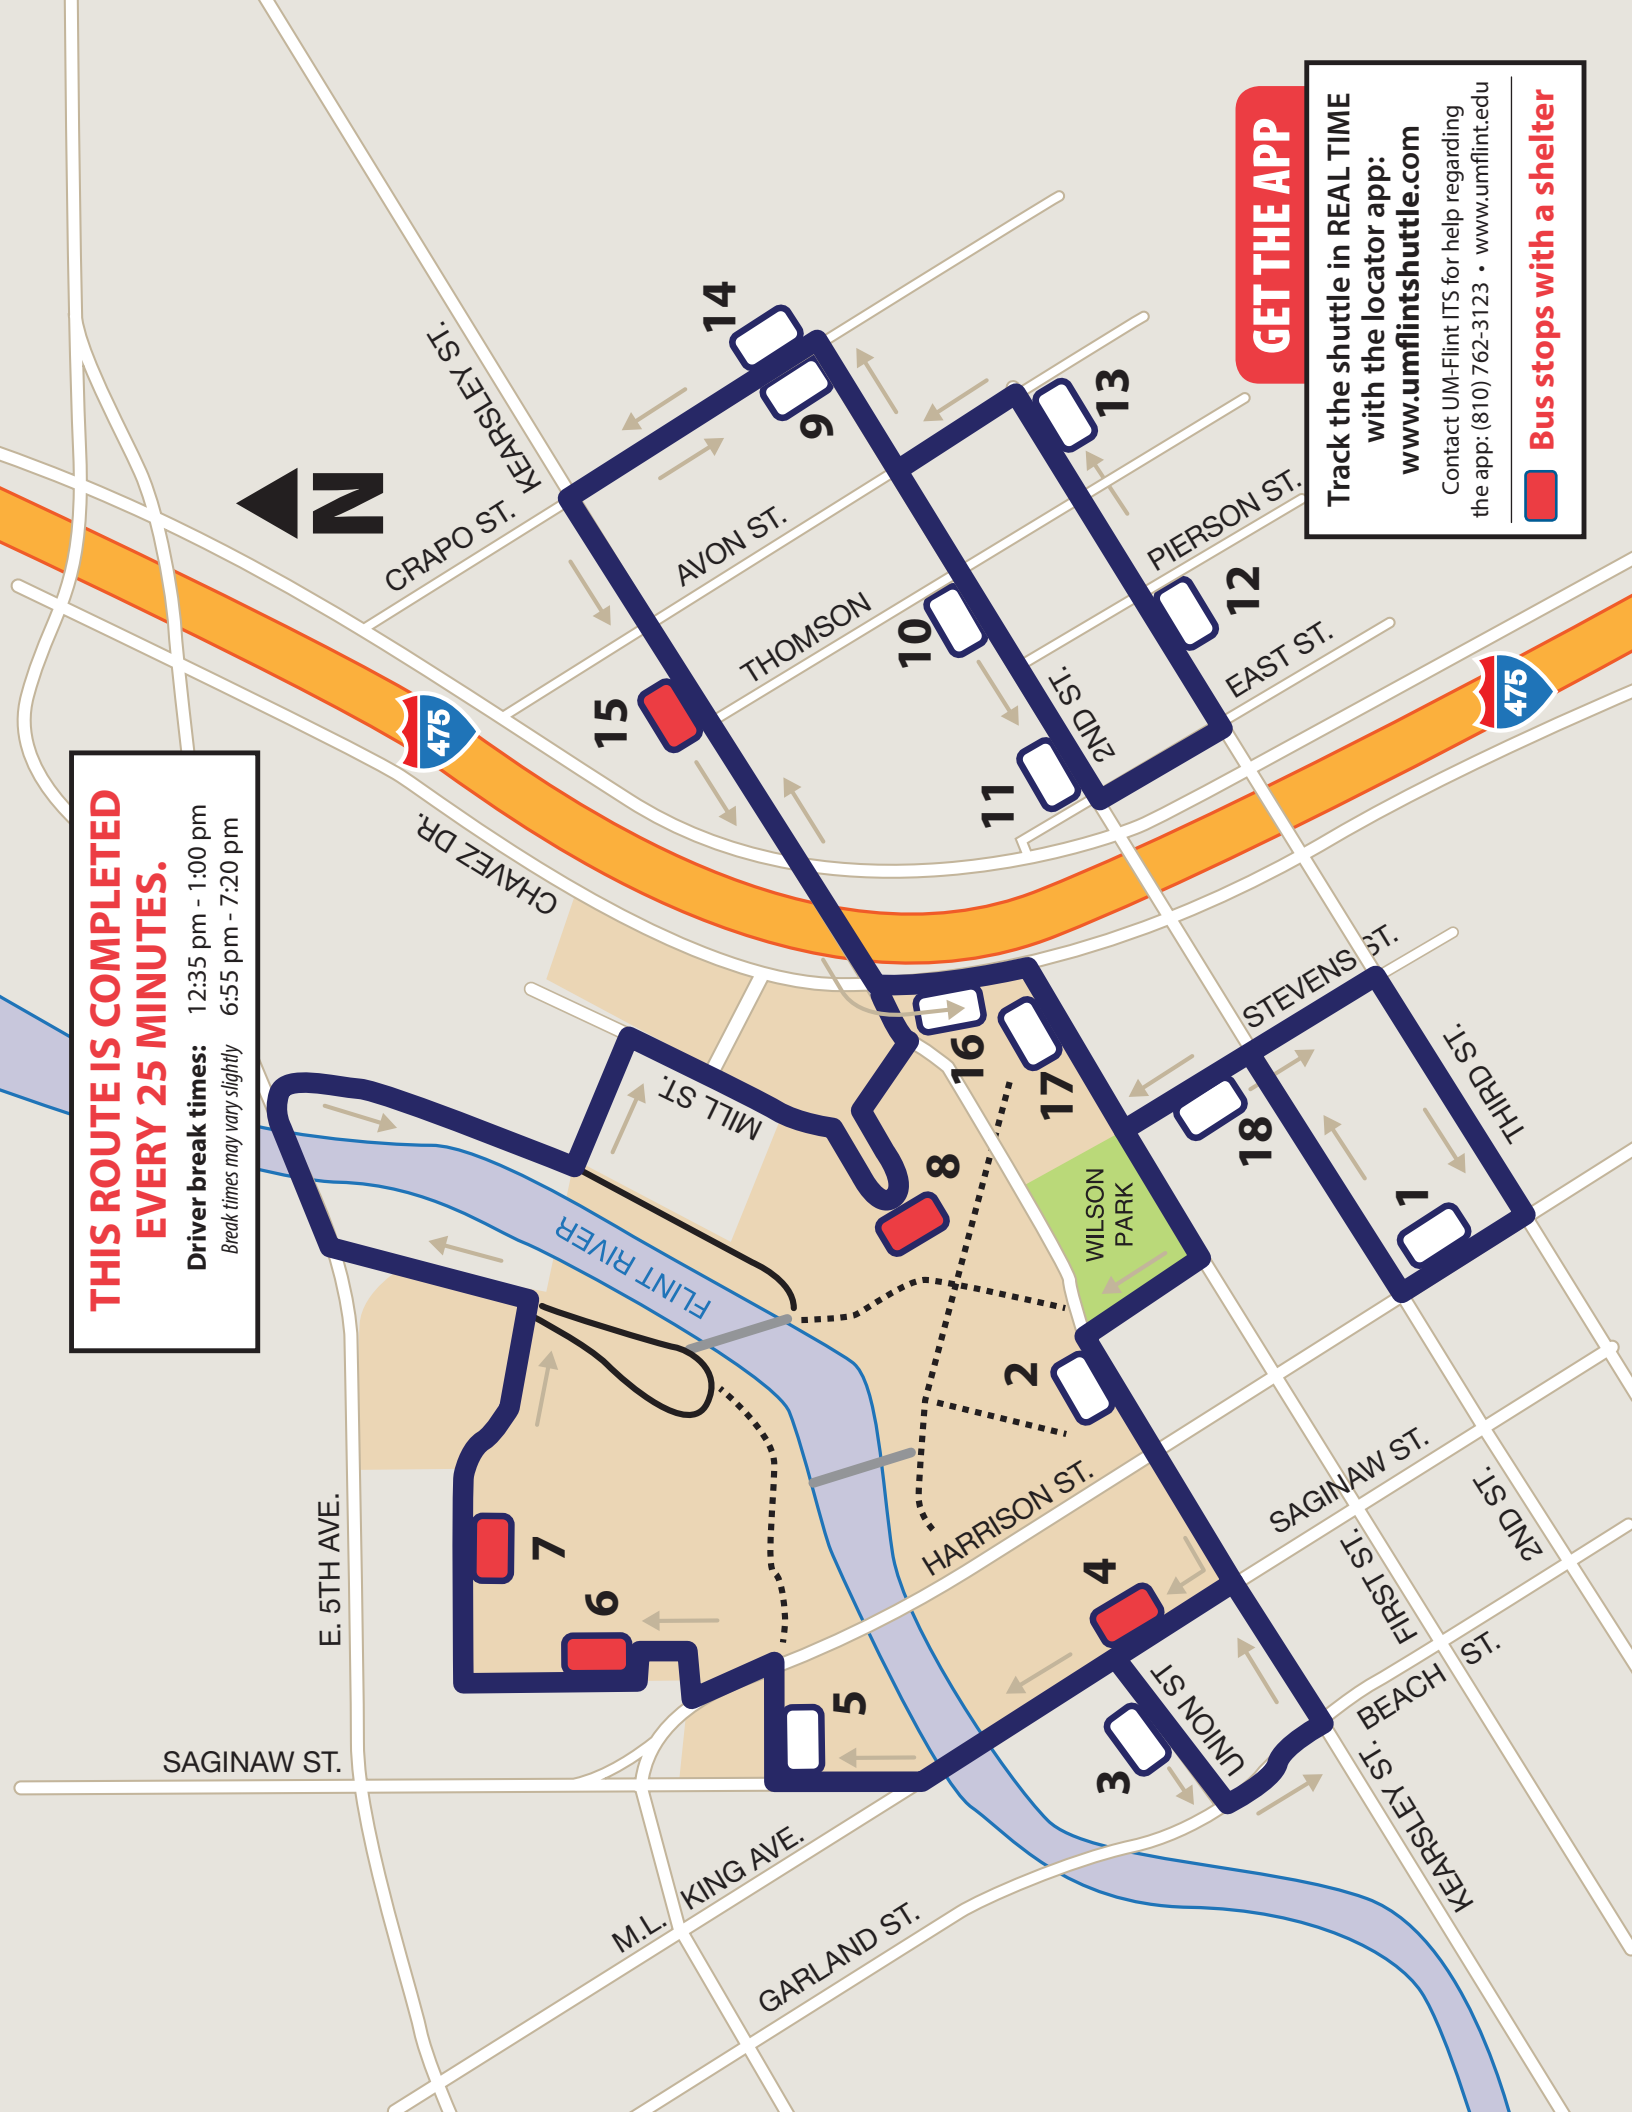 THIS ROUTE IS COMPLETED
EVERY 25 MINUTES.
Driver break times: 12:35 pm - 1:00 pm
Break times may vary slightly 6:55 pm - 7:20 pm
N
SAGINAW ST.
E. 5TH AVE.
M.L. KING AVE.
GARLAND ST.
CHAVEZ DR.
475
CRAPO ST.
KEARSLEY ST.
AVON ST.
THOMSON
2ND ST.
PIERSON ST.
EAST ST.
475
FLINT RIVER
MILL ST.
HARRISON ST.
WILSON
PARK
STEVENS ST.
THIRD ST.
SAGINAW ST.
2ND ST.
FIRST ST.
BEACH ST.
KEARSLEY ST.
UNION ST
1
2
3
4
5
6
7
8
9
10
11
12
13
14
15
16
17
18
GET THE APP
Track the shuttle in REAL TIME
with the locator app:
www.umflintshuttle.com
Contact UM-Flint ITS for help regarding
the app: (810) 762-3123 • www.umflint.edu
Bus stops with a shelter